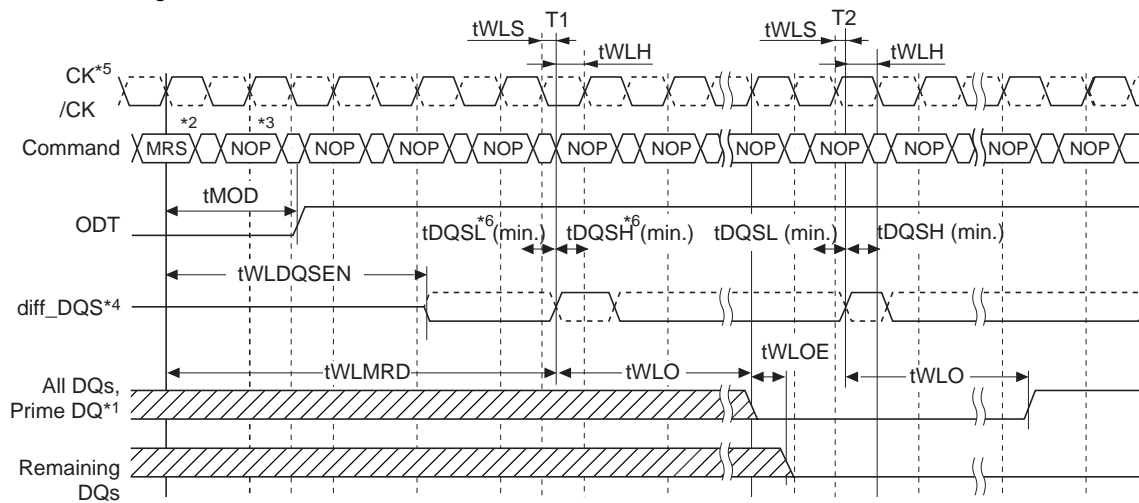 T1 T2
tWLS tWLS
tWLH tWLH
CK*5
/CK
*2 *3
Command MRS NOP NOP NOP NOP NOP NOP NOP NOP NOP NOP NOP
tMOD
ODT
tDQSL*6 (min.) tDQSH*6 (min.) tDQSL (min.) tDQSH (min.)
tWLDQSEN
diff_DQS*4
tWLOE
tWLMRD tWLO tWLO
All DQs,
Prime DQ*1
Remaining
DQs